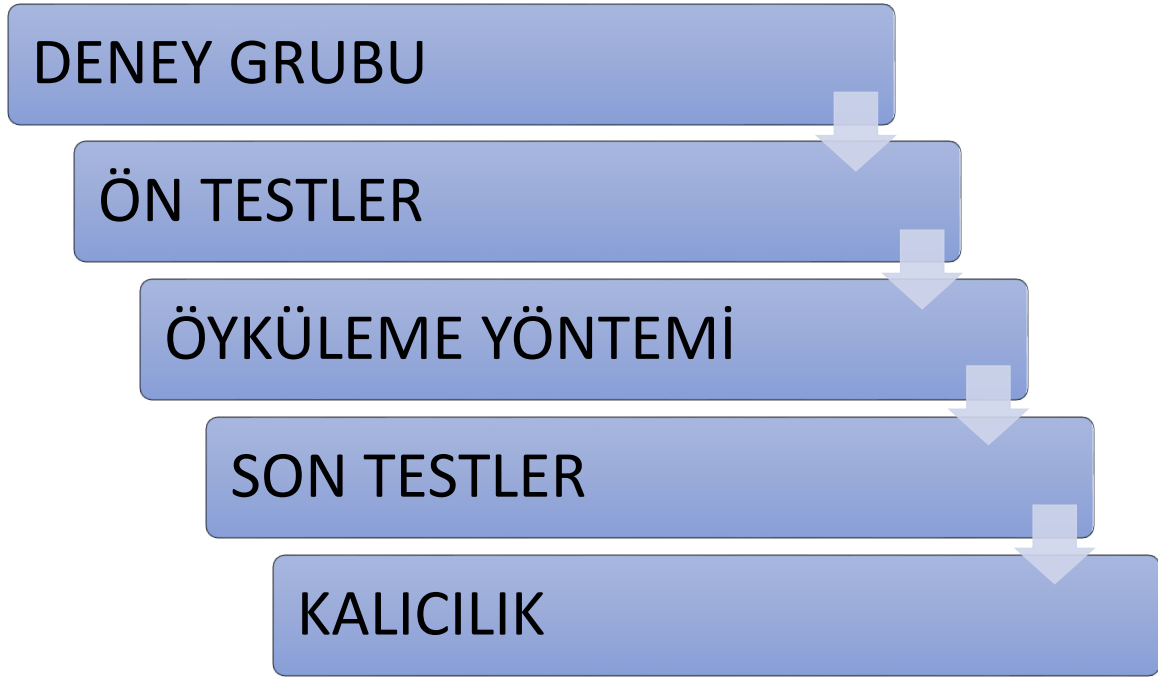 DENEY GRUBU
ÖN TESTLER
ÖYKÜLEME YÖNTEMİ
SON TESTLER
KALICILIK